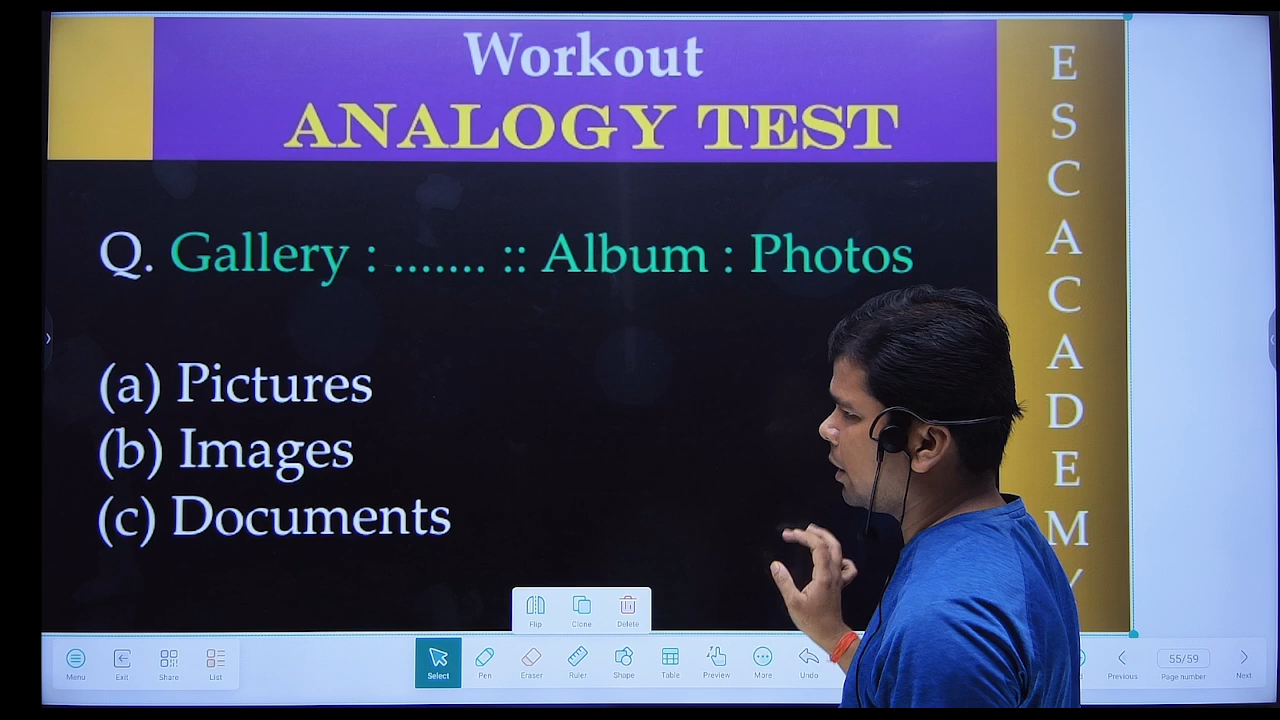 Workout
ANALOGY TEST
Q. Gallery : ....... :: Album : Photos
(a) Pictures
(b) Images
(c) Documents
E
S
C
A
C
A
D
E
M
Y
Flip Clone Delete
Menu Exit Share List Select Pen Eraser Ruler Shape Table Preview More Undo Previous 55/59 Page number Next